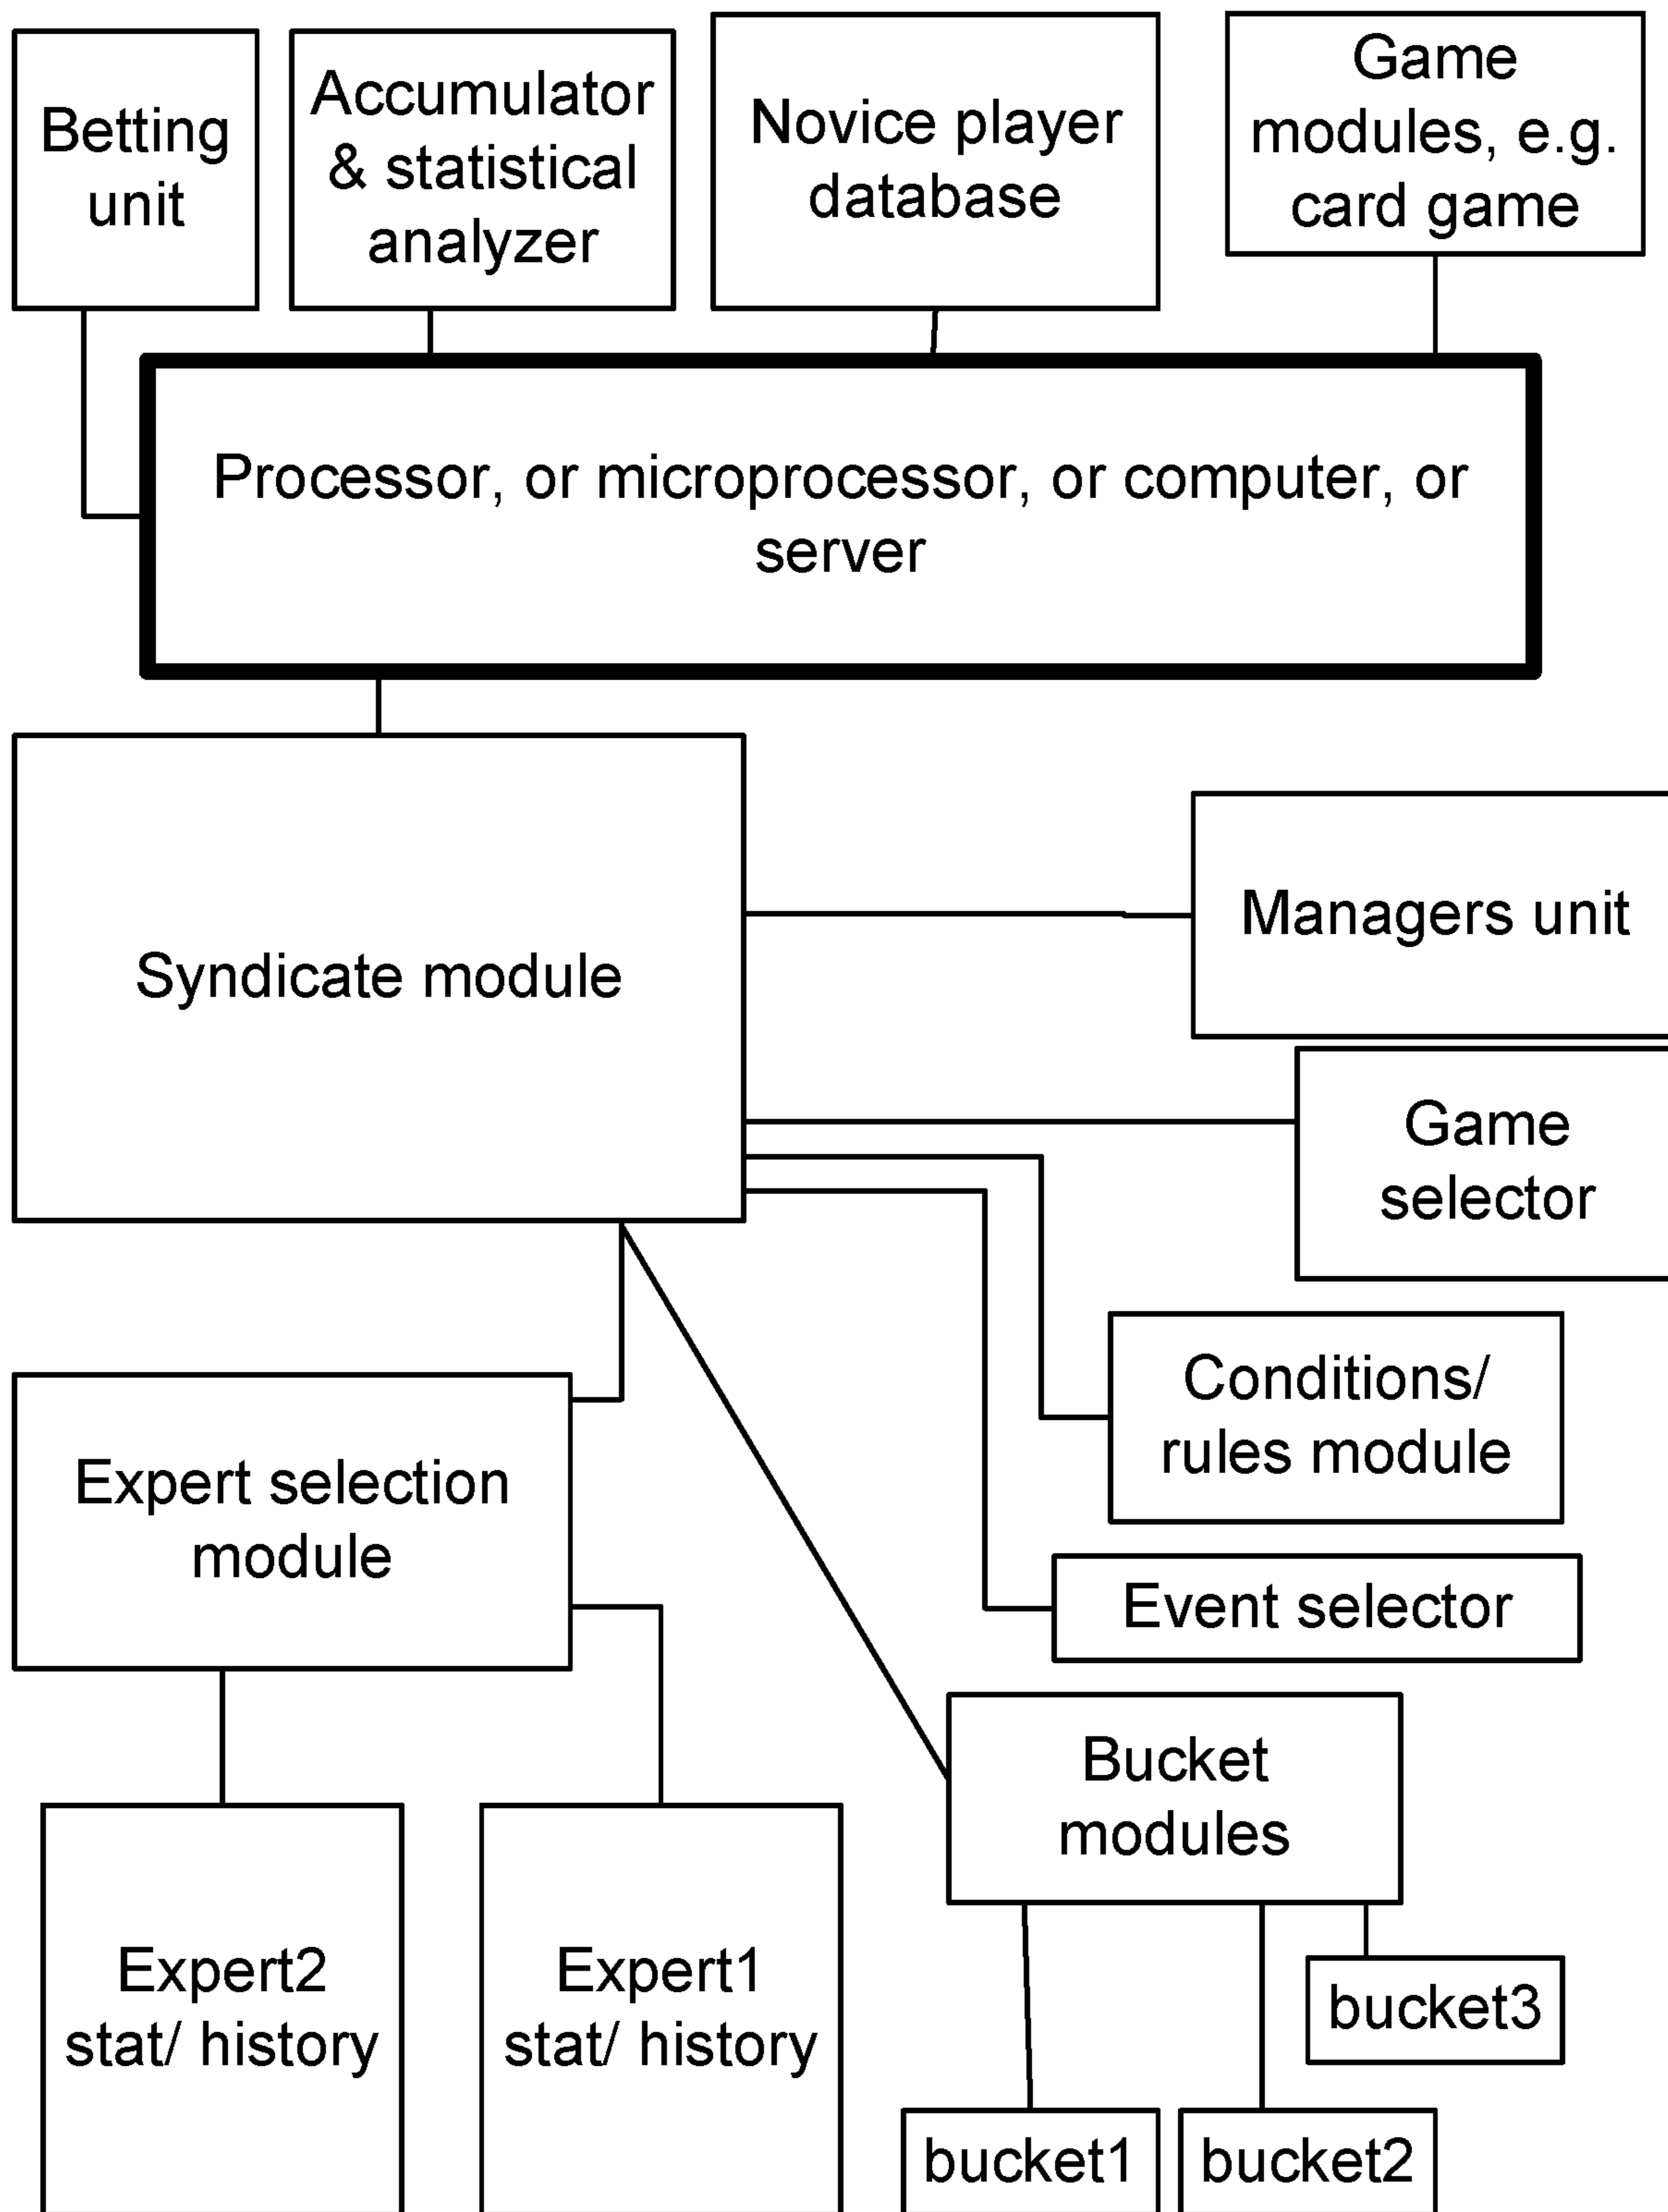 Betting
unit
Accumulator
& statistical
analyzer
Novice player
database
Game
modules, e.g.
card game
Processor, or microprocessor, or computer, or
server
Syndicate module
Managers unit
Game
selector
Conditions/
rules module
Expert selection
module
Event selector
Bucket
modules
Expert2
stat/ history
Expert1
stat/ history
bucket3
bucket1
bucket2